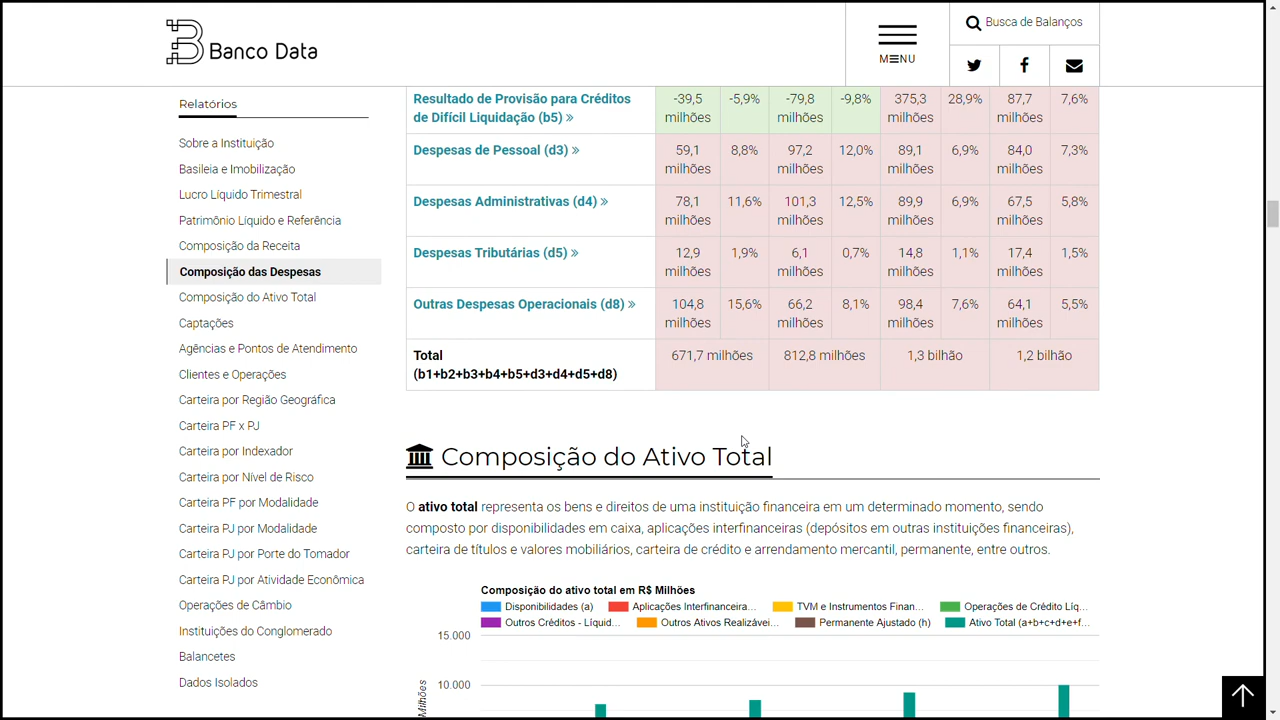 Banco Data
MENU
Busca de Balanços
Relatórios
Sobre a Instituição
Basileia e Imobilização
Lucro Líquido Trimestral
Patrimônio Líquido e Referência
Composição da Receita
Composição das Despesas
Composição do Ativo Total
Captações
Agências e Pontos de Atendimento
Clientes e Operações
Carteira por Região Geográfica
Carteira PF x PJ
Carteira por Indexador
Carteira por Nível de Risco
Carteira PF por Modalidade
Carteira PJ por Modalidade
Carteira PJ por Porte do Tomador
Carteira PJ por Atividade Econômica
Operações de Câmbio
Instituições do Conglomerado
Balancetes
Dados Isolados
Resultado de Provisão para Créditos -39,5 -5,9% -79,8 -9,8% 375,3 28,9% 87,7 7,6%
de Difícil Liquidação (b5) » milhões milhões milhões milhões
Despesas de Pessoal (d3) » 59,1 8,8% 97,2 12,0% 89,1 6,9% 84,0 7,3%
milhões milhões milhões milhões
Despesas Administrativas (d4) » 78,1 11,6% 101,3 12,5% 89,9 6,9% 67,5 5,8%
milhões milhões milhões milhões
Despesas Tributárias (d5) » 12,9 1,9% 6,1 0,7% 14,8 1,1% 17,4 1,5%
milhões milhões milhões milhões
Outras Despesas Operacionais (d8) » 104,8 15,6% 66,2 8,1% 98,4 7,6% 64,1 5,5%
milhões milhões milhões milhões
Total 671,7 milhões 812,8 milhões 1,3 bilhão 1,2 bilhão
(b1+b2+b3+b4+b5+d3+d4+d5+d8)
Composição do Ativo Total
O ativo total representa os bens e direitos de uma instituição financeira em um determinado momento, sendo
composto por disponibilidades em caixa, aplicações interfinanceiras (depósitos em outras instituições financeiras),
carteira de títulos e valores mobiliários, carteira de crédito e arrendamento mercantil, permanente, entre outros.
Composição do ativo total em R$ Milhões
Disponibilidades (a) Aplicações Interfinanceira... TVM e Instrumentos Finan... Operações de Crédito Líq...
Outros Créditos - Líquid... Outros Ativos Realizávei... Permanente Ajustado (h) Ativo Total (a+b+c+d+e+f...
15.000
10.000
Milhões